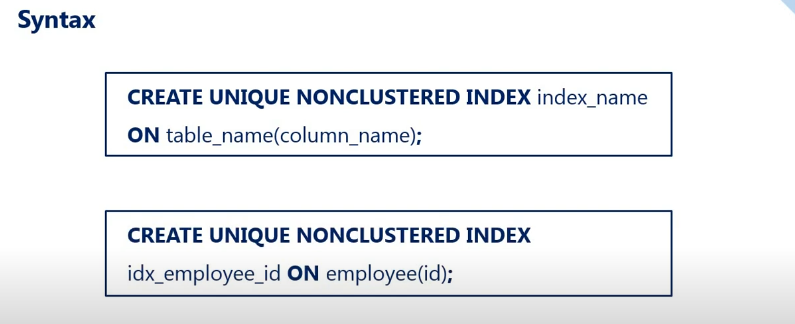 Syntax
CREATE UNIQUE NONCLUSTERED INDEX index_name
ON table_name(column_name);
CREATE UNIQUE NONCLUSTERED INDEX
idx_employee_id ON employee(id);